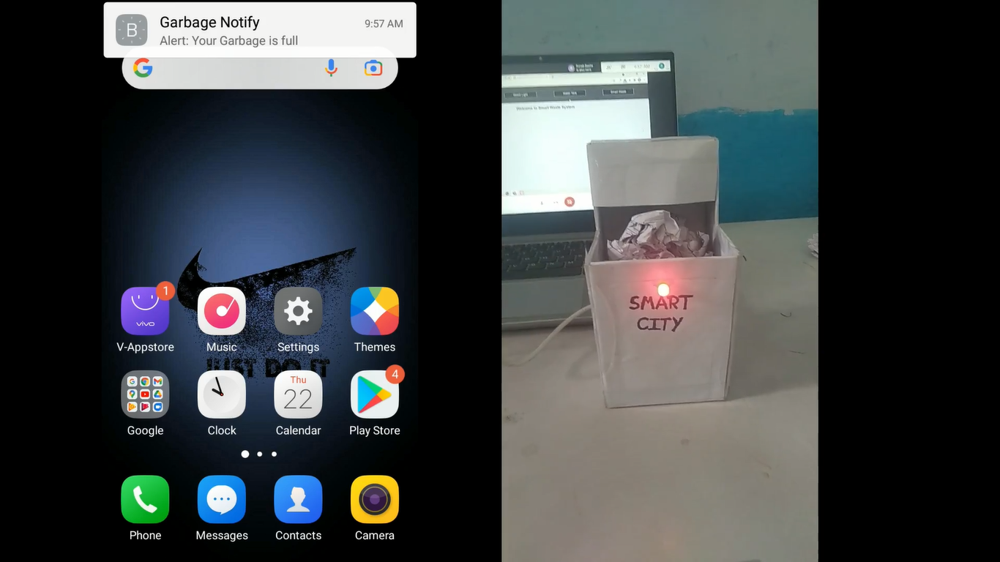 Garbage Notify
9:57 AM
B
Alert: Your Garbage is full
G
1
vivo
V-Appstore
Music
Settings
Themes
JUST DO IT
Thu
22
4
Google
Clock
Calendar
Play Store
Phone
Messages
Contacts
Camera
Welcome to Smart Waste System
SMART
CITY